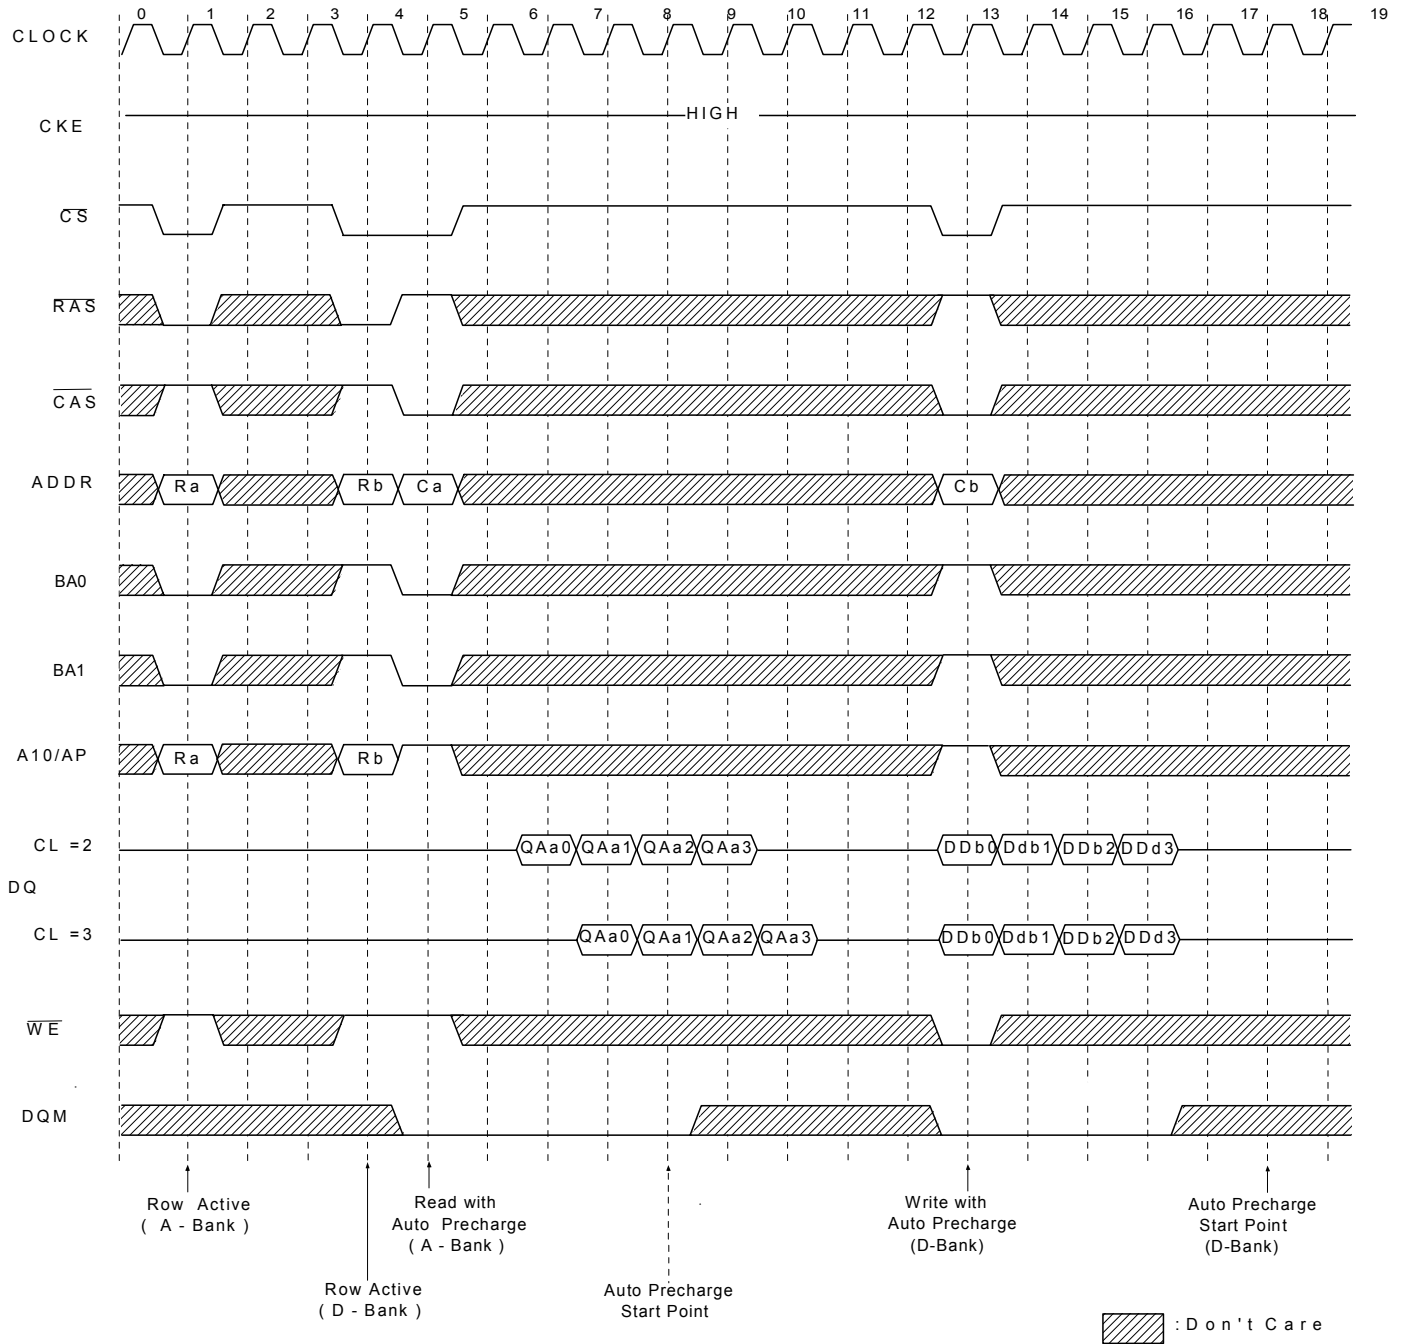 0 1 2 3 4 5 6 7 8 9 10 11 12 13 14 15 16 17 18 19
CLOCK
HIGH
CKE
CS
RAS
CAS
ADDR Ra Rb Ca Cb
BA0
BA1
A10/AP Ra Rb
CL =2 QAa0 QAa1 QAa2 QAa3 DDb0 Ddb1 DDb2 DDd3
DQ
CL =3 QAa0 QAa1 QAa2 QAa3 DDb0 Ddb1 DDb2 DDd3
WE
DQM
Row Active
( A - Bank )
Read with
Auto Precharge
( A - Bank )
Write with
Auto Precharge
(D-Bank)
Auto Precharge
Start Point
(D-Bank)
Row Active
( D - Bank )
Auto Precharge
Start Point
: Don't Care